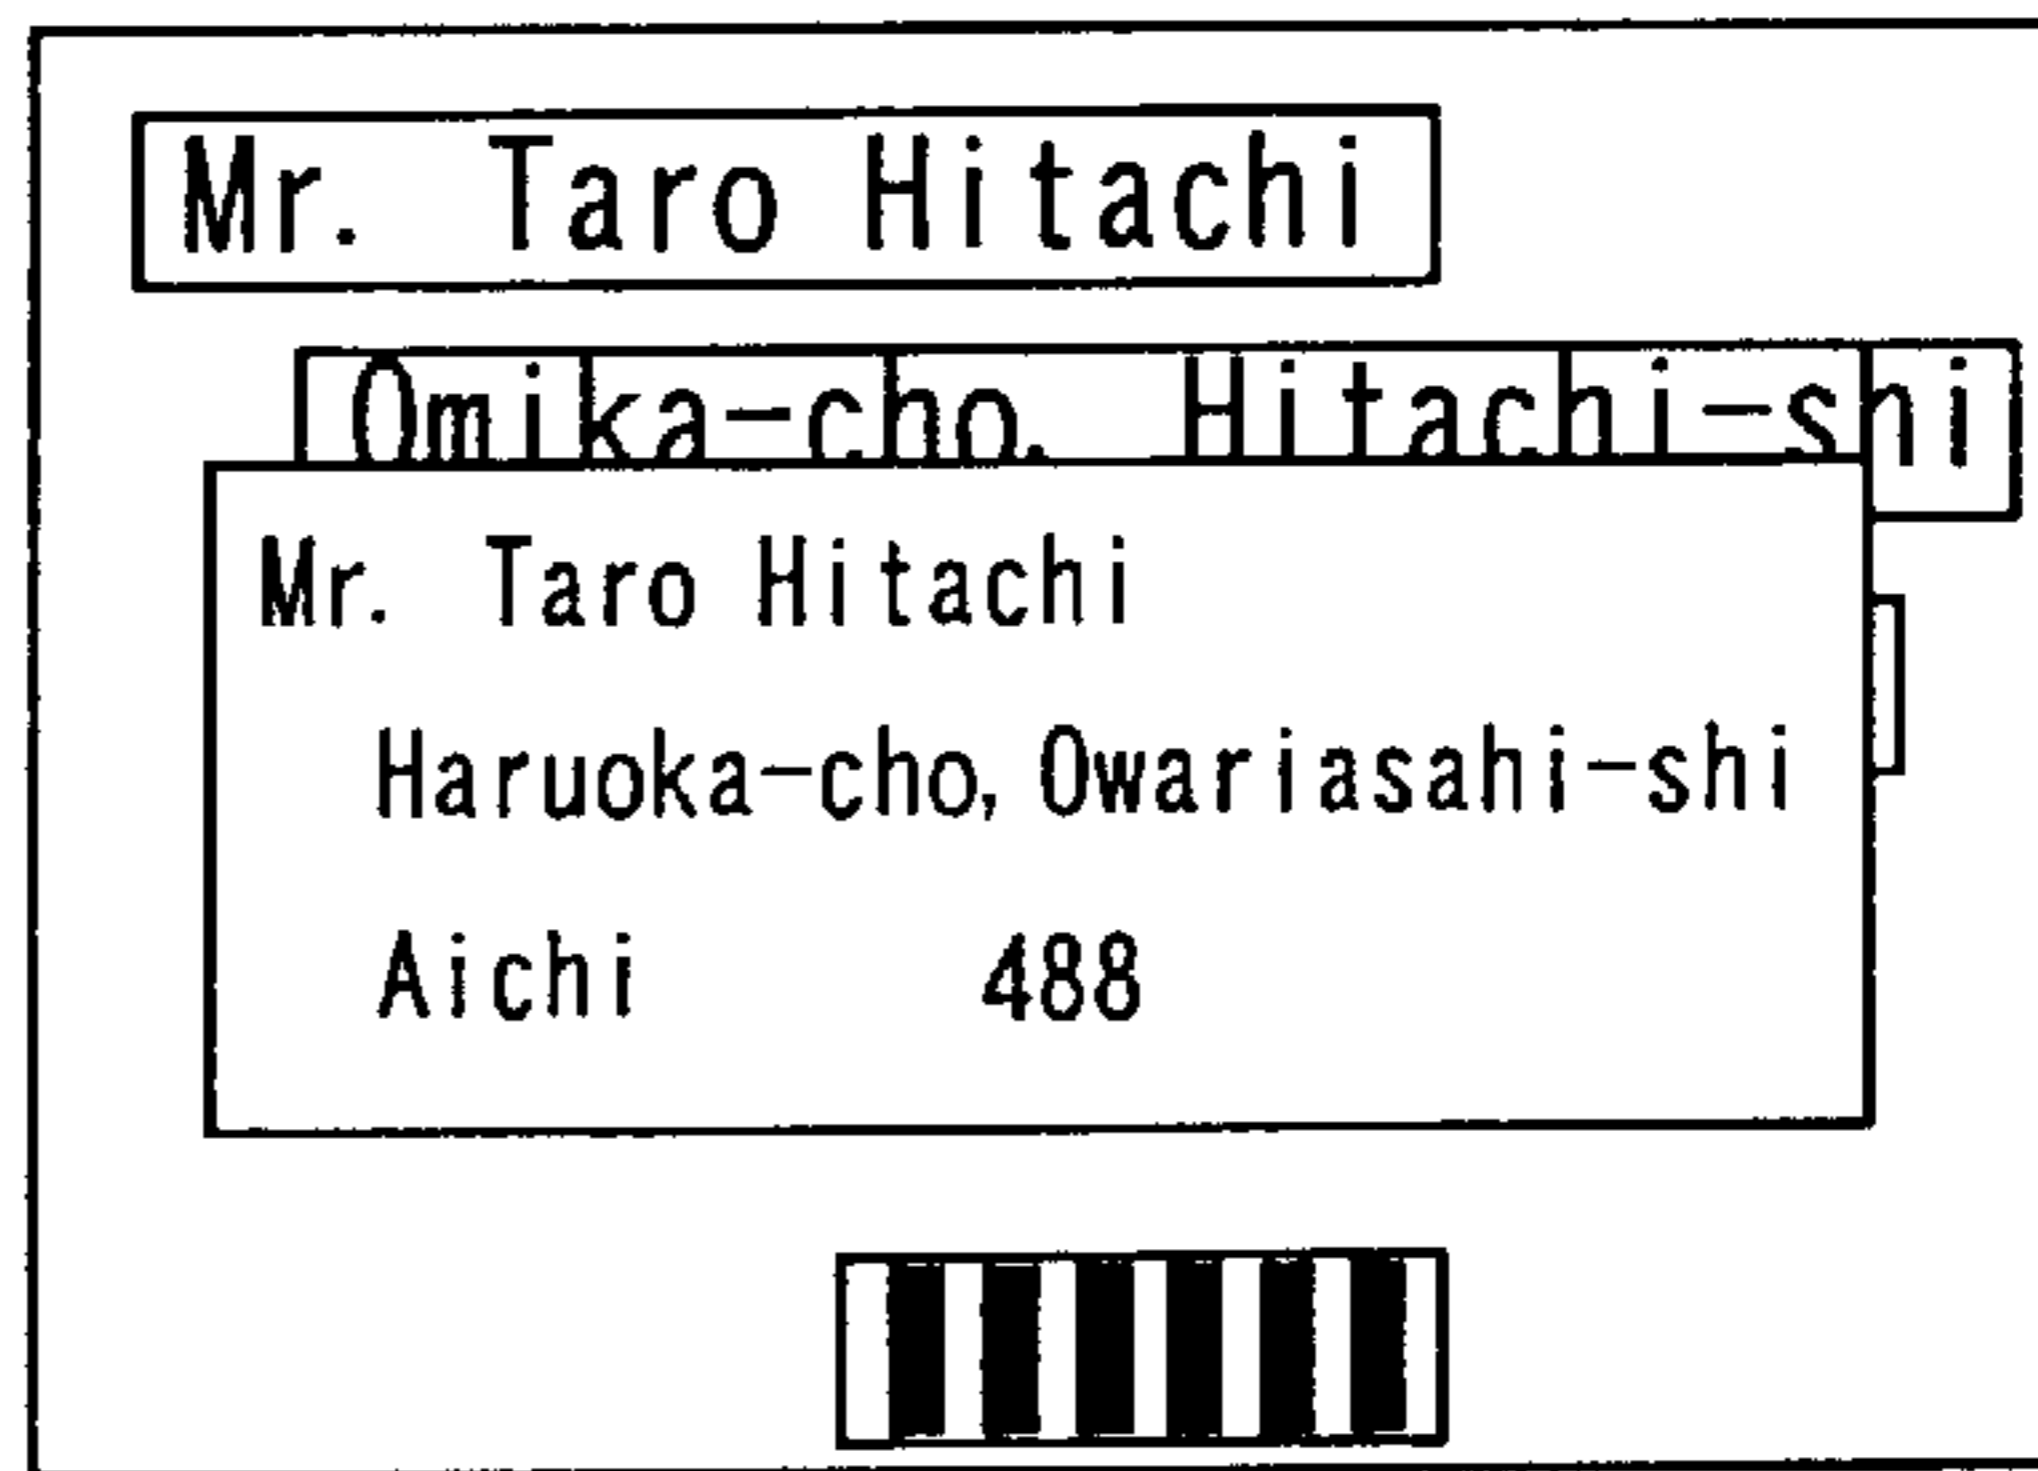 Mr. Taro Hitachi
Omika-cho, Hitachi-shi
Mr. Taro Hitachi
Haruoka-cho, Owariasahi-shi
Aichi 488